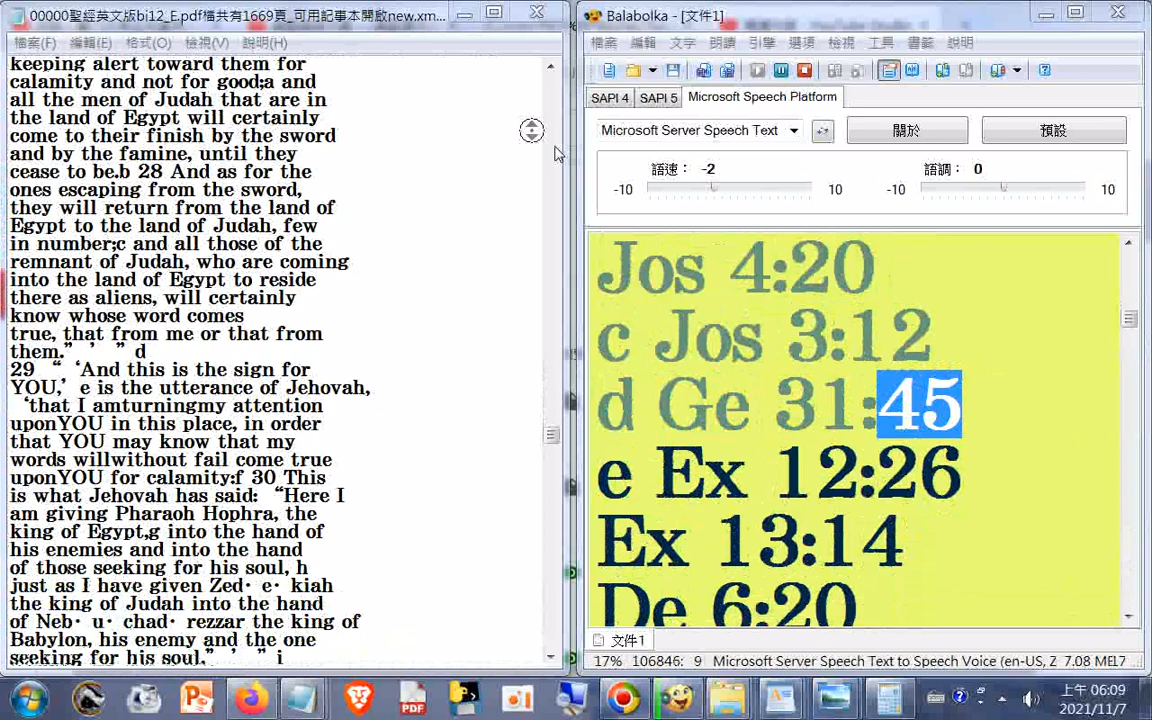 00000聖經英文版bi12_E.pdf檔共有1669頁_可用記事本開啟new.xm...
檔案(F) 編輯(E) 格式(O) 檢視(V) 說明(H)
keeping alert toward them for
calamity and not for good;a and
all the men of Judah that are in
the land of Egypt will certainly
come to their finish by the sword
and by the famine, until they
cease to be.b 28 And as for the
ones escaping from the sword,
they will return from the land of
Egypt to the land of Judah, few
in number;c and all those of the
remnant of Judah, who are coming
into the land of Egypt to reside
there as aliens, will certainly
know whose word comes
true, that from me or that from
them.” ’ ” d
29 “ ‘And this is the sign for
YOU,’ e is the utterance of Jehovah,
‘that I amturningmy attention
uponYOU in this place, in order
that YOU may know that my
words willwithout fail come true
uponYOU for calamity:f 30 This
is what Jehovah has said: “Here I
am giving Pharaoh Hophra, the
king of Egypt,g into the hand of
his enemies and into the hand
of those seeking for his soul, h
just as I have given Zed· e· kiah
the king of Judah into the hand
of Neb· u· chad· rezzar the king of
Babylon, his enemy and the one
seeking for his soul,” ’ ” i
Balabolka - [文件1]
檔案 編輯 文字 朗讀 引擎 選項 檢視 工具 書籤 說明
SAPI 4 SAPI 5 Microsoft Speech Platform
Microsoft Server Speech Text 關於 預設
語速： -2 語調： 0
-10 10 -10 10
Jos 4:20
c Jos 3:12
d Ge 31:45
e Ex 12:26
Ex 13:14
De 6:20
文件1
17% 106846: 9 Microsoft Server Speech Text to Speech Voice (en-US, Z 7.08 ME
上午 06:09
2021/11/7